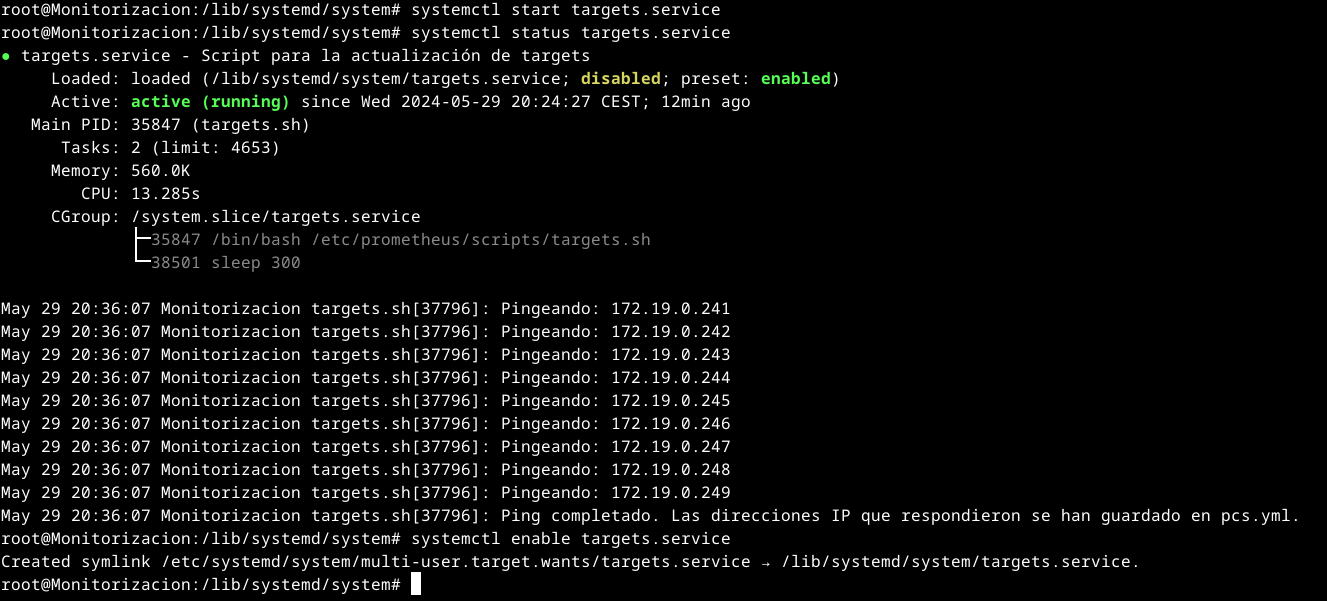 root@Monitorizacion:/lib/systemd/system# systemctl start targets.service
root@Monitorizacion:/lib/systemd/system# systemctl status targets.service
● targets.service - Script para la actualización de targets
     Loaded: loaded (/lib/systemd/system/targets.service; disabled; preset: enabled)
     Active: active (running) since Wed 2024-05-29 20:24:27 CEST; 12min ago
   Main PID: 35847 (targets.sh)
      Tasks: 2 (limit: 4653)
     Memory: 560.0K
        CPU: 13.285s
     CGroup: /system.slice/targets.service
             ├─35847 /bin/bash /etc/prometheus/scripts/targets.sh
             └─38501 sleep 300
May 29 20:36:07 Monitorizacion targets.sh[37796]: Pingeando: 172.19.0.241
May 29 20:36:07 Monitorizacion targets.sh[37796]: Pingeando: 172.19.0.242
May 29 20:36:07 Monitorizacion targets.sh[37796]: Pingeando: 172.19.0.243
May 29 20:36:07 Monitorizacion targets.sh[37796]: Pingeando: 172.19.0.244
May 29 20:36:07 Monitorizacion targets.sh[37796]: Pingeando: 172.19.0.245
May 29 20:36:07 Monitorizacion targets.sh[37796]: Pingeando: 172.19.0.246
May 29 20:36:07 Monitorizacion targets.sh[37796]: Pingeando: 172.19.0.247
May 29 20:36:07 Monitorizacion targets.sh[37796]: Pingeando: 172.19.0.248
May 29 20:36:07 Monitorizacion targets.sh[37796]: Pingeando: 172.19.0.249
May 29 20:36:07 Monitorizacion targets.sh[37796]: Ping completado. Las direcciones IP que respondieron se han guardado en pcs.yml.
root@Monitorizacion:/lib/systemd/system# systemctl enable targets.service
Created symlink /etc/systemd/system/multi-user.target.wants/targets.service → /lib/systemd/system/targets.service.
root@Monitorizacion:/lib/systemd/system#